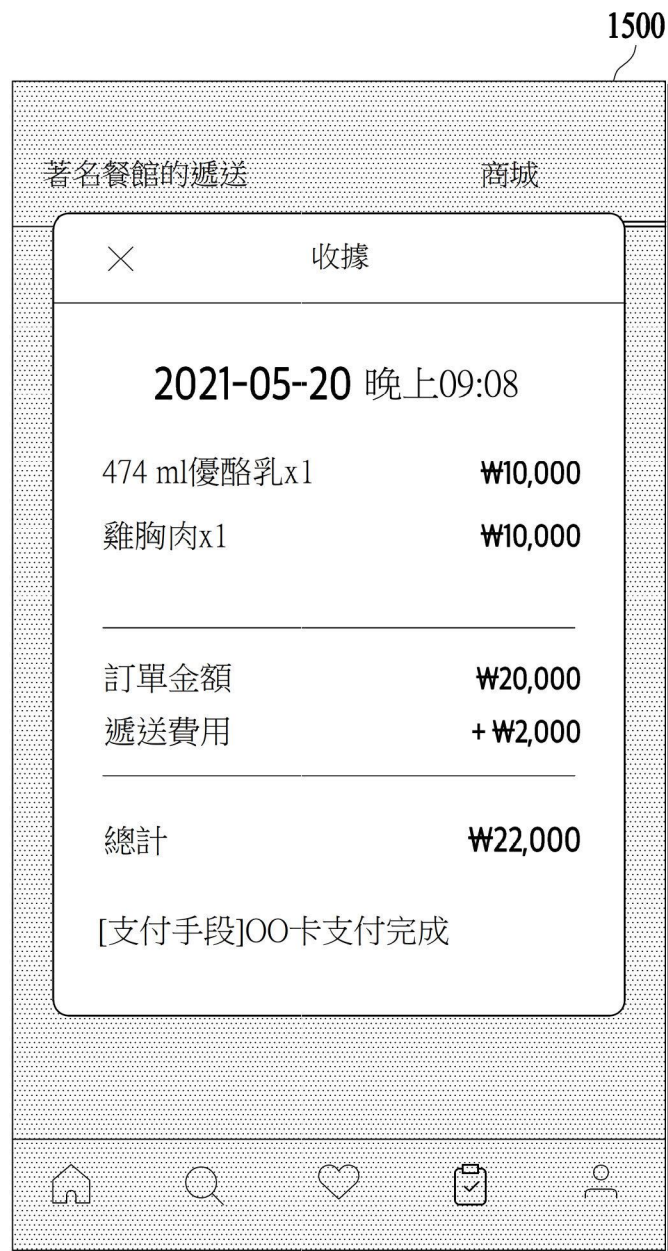 1500
著名餐館的遞送 商城
收據
2021-05-20 晚上09:08
474 ml優酪乳x1 ₩10,000
雞胸肉x1 ₩10,000
訂單金額 ₩20,000
遞送費用 + ₩2,000
總計 ₩22,000
[支付手段]OO卡支付完成